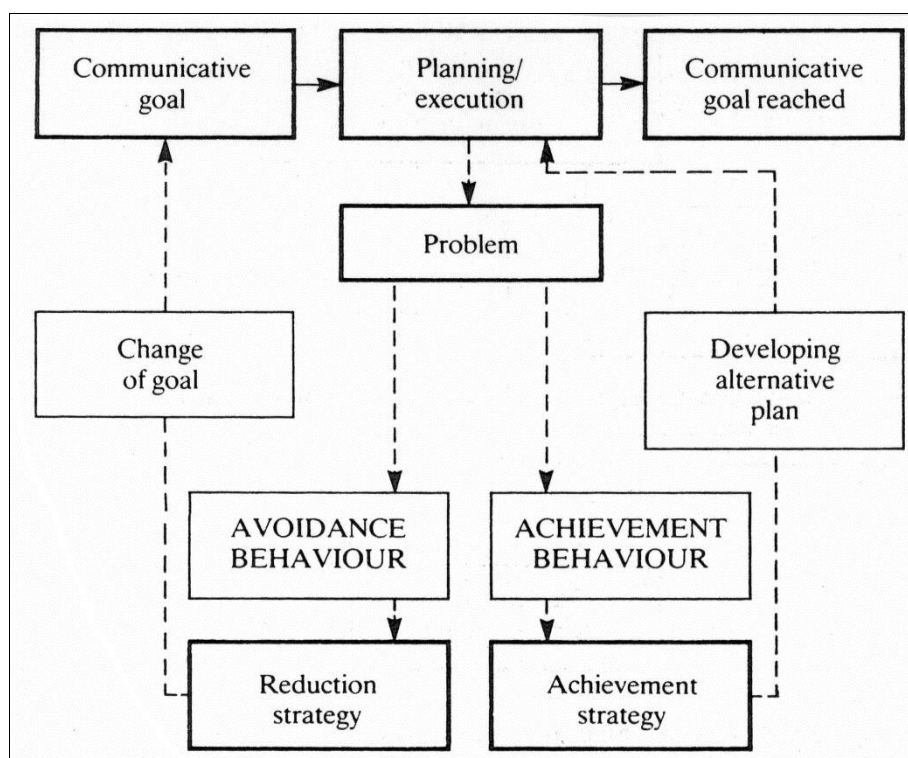 Communicative
goal
Planning/
execution
Communicative
goal reached
Problem
Change
of goal
Developing
alternative
plan
AVOIDANCE
BEHAVIOUR
ACHIEVEMENT
BEHAVIOUR
Reduction
strategy
Achievement
strategy